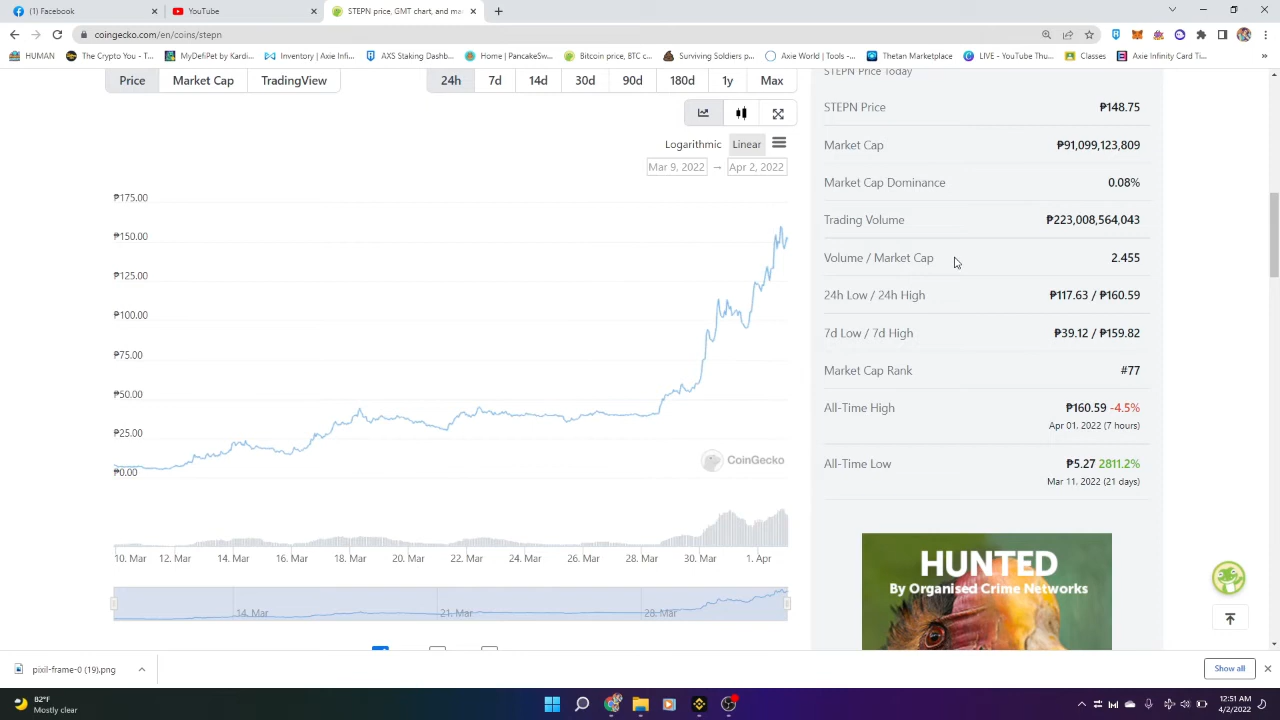 (1) Facebook
YouTube
STEPN price, GMT chart, and ma
coingecko.com/en/coins/stepn
HUMAN
The Crypto You - T...
MyDefiPet by Kardi...
Inventory | Axie Infi...
AXS Staking Dashbo...
Home | PancakeSwa...
Bitcoin price, BTC c...
Surviving Soldiers p...
Axie World | Tools -...
Thetan Marketplace
LIVE - YouTube Thu...
Classes
Axie Infinity Card Ti...
»
Price Market Cap TradingView
24h 7d 14d 30d 90d 180d 1y Max
Logarithmic Linear
Mar 9, 2022 → Apr 2, 2022
₱175.00
₱150.00
₱125.00
₱100.00
₱75.00
₱50.00
₱25.00
₱0.00
CoinGecko
10. Mar 12. Mar 14. Mar 16. Mar 18. Mar 20. Mar 22. Mar 24. Mar 26. Mar 28. Mar 30. Mar 1. Apr
14. Mar 21. Mar 28. Mar
STEPN Price Today
STEPN Price ₱148.75
Market Cap ₱91,099,123,809
Market Cap Dominance 0.08%
Trading Volume ₱223,008,564,043
Volume / Market Cap 2.455
24h Low / 24h High ₱117.63 / ₱160.59
7d Low / 7d High ₱39.12 / ₱159.82
Market Cap Rank #77
All-Time High ₱160.59 -4.5%
Apr 01, 2022 (7 hours)
All-Time Low ₱5.27 2811.2%
Mar 11, 2022 (21 days)
HUNTED
By Organised Crime Networks
pixil-frame-0 (19).png
Show all
82°F
Mostly clear
12:51 AM
4/2/2022